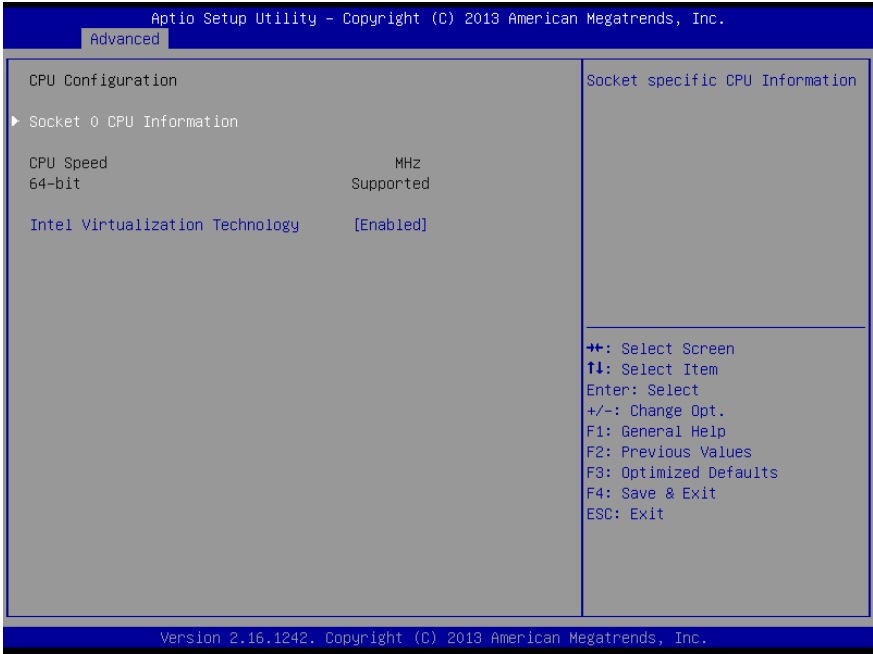 Aptio Setup Utility – Copyright (C) 2013 American Megatrends, Inc.
Advanced
CPU Configuration
Socket 0 CPU Information
CPU Speed MHz
64-bit Supported
Intel Virtualization Technology [Enabled]
Socket specific CPU Information
→←: Select Screen
↑↓: Select Item
Enter: Select
+/-: Change Opt.
F1: General Help
F2: Previous Values
F3: Optimized Defaults
F4: Save & Exit
ESC: Exit
Version 2.16.1242. Copyright (C) 2013 American Megatrends, Inc.